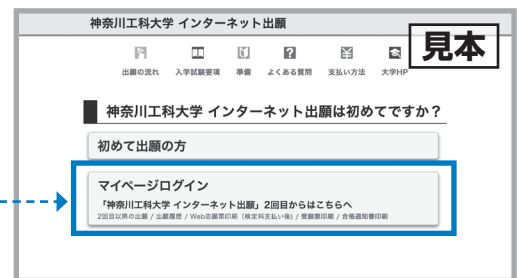 神奈川工科大学 インターネット出願
見本
出願の流れ 入学試験要項 準備 よくある質問 支払い方法 大学HP
神奈川工科大学 インターネット出願は初めてですか?
初めて出願の方
マイページログイン
「神奈川工科大学 インターネット出願」2回目からはこちらへ
2回目以降の出願 / 出願履歴 / Web志願票印刷(検定料支払い後) / 受験票印刷 / 合格通知書印刷